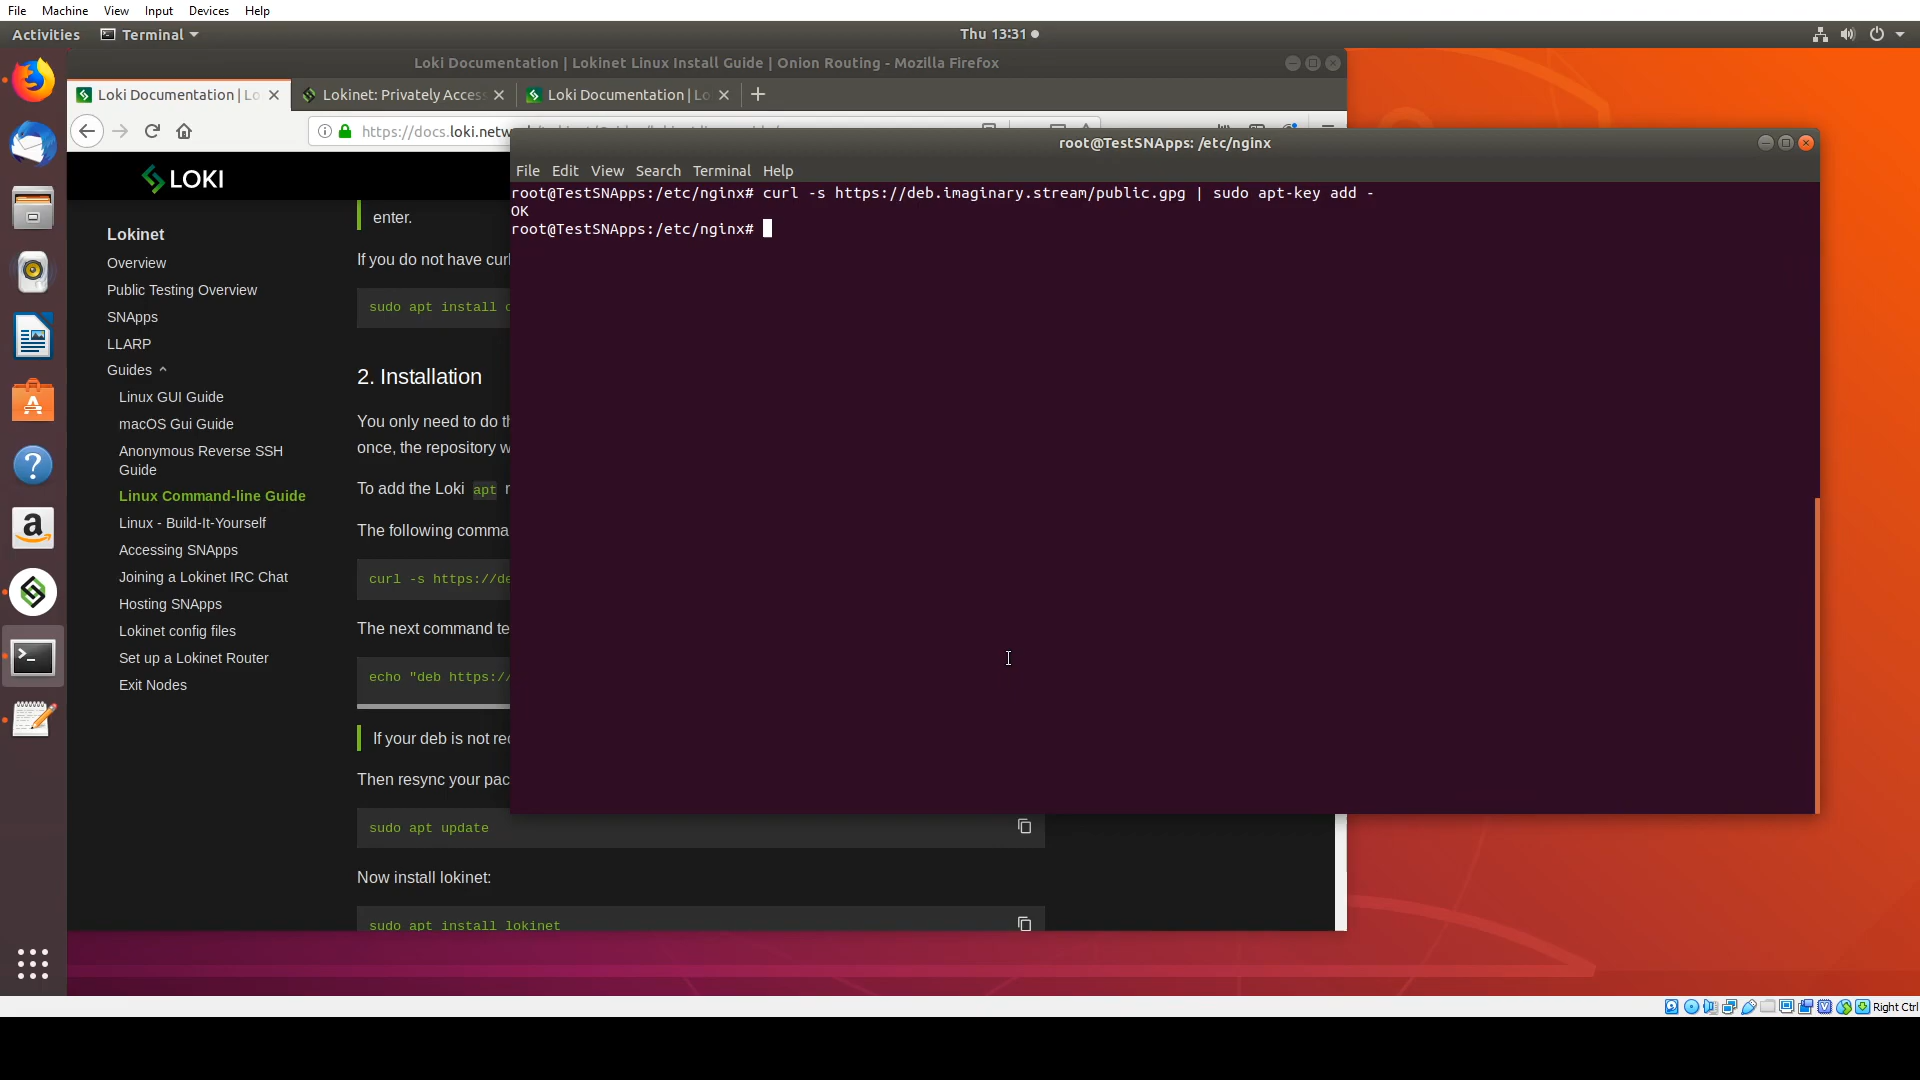 File Machine View Input Devices Help
Activities Terminal Thu 13:31
Loki Documentation | Lokinet Linux Install Guide | Onion Routing - Mozilla Firefox
Loki Documentation | Lo Lokinet: Privately Access Loki Documentation | Lo
https://docs.loki.netw
root@TestSNApps: /etc/nginx
File Edit View Search Terminal Help
root@TestSNApps:/etc/nginx# curl -s https://deb.imaginary.stream/public.gpg | sudo apt-key add -
OK
root@TestSNApps:/etc/nginx#
LOKI
Lokinet
Overview
Public Testing Overview
SNApps
LLARP
Guides
Linux GUI Guide
macOS Gui Guide
Anonymous Reverse SSH
Guide
Linux Command-line Guide
Linux - Build-It-Yourself
Accessing SNApps
Joining a Lokinet IRC Chat
Hosting SNApps
Lokinet config files
Set up a Lokinet Router
Exit Nodes
enter.
If you do not have curl
sudo apt install c
2. Installation
You only need to do th
once, the repository w
To add the Loki apt r
The following comma
curl -s https://de
The next command te
echo "deb https://
If your deb is not rec
Then resync your pac
sudo apt update
Now install lokinet:
sudo apt install lokinet
Right Ctrl